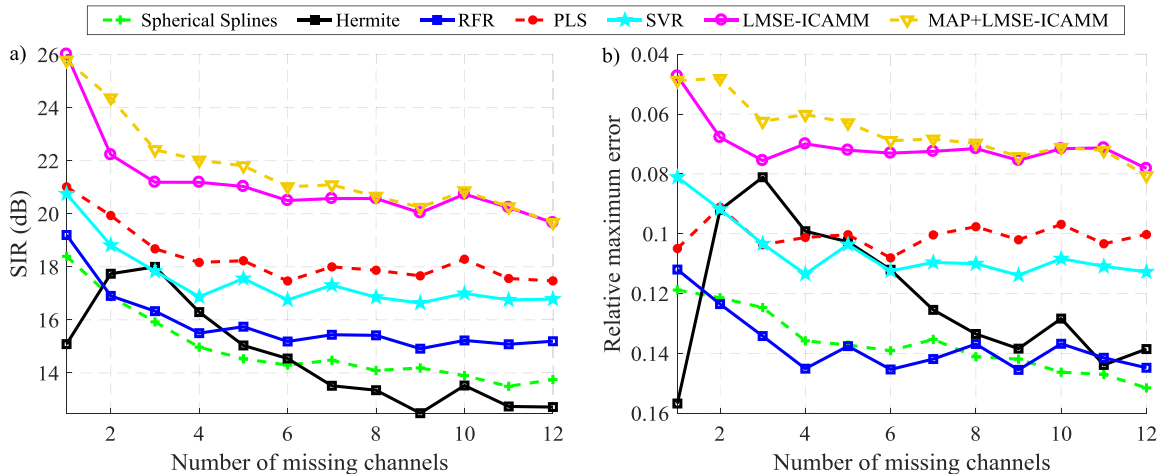 Spherical Splines Hermite RFR PLS SVR LMSE-ICAMM MAP+LMSE-ICAMM
a)
26
24
22
20
18
16
14
SIR (dB)
2 4 6 8 10 12
Number of missing channels
b)
0.04
0.06
0.08
0.1
0.12
0.14
0.16
Relative maximum error
2 4 6 8 10 12
Number of missing channels